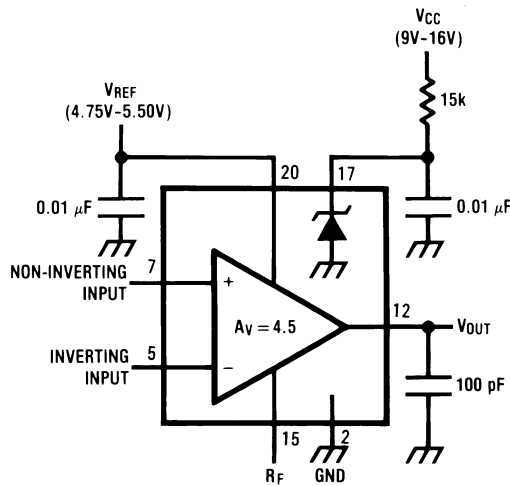 VCC
(9V–16V)
VREF
(4.75V–5.50V)
15k
20
17
0.01 μF
0.01 μF
NON-INVERTING
INPUT
7
+
12
AV = 4.5
VOUT
INVERTING
INPUT
5
−
100 pF
15
2
RF
GND